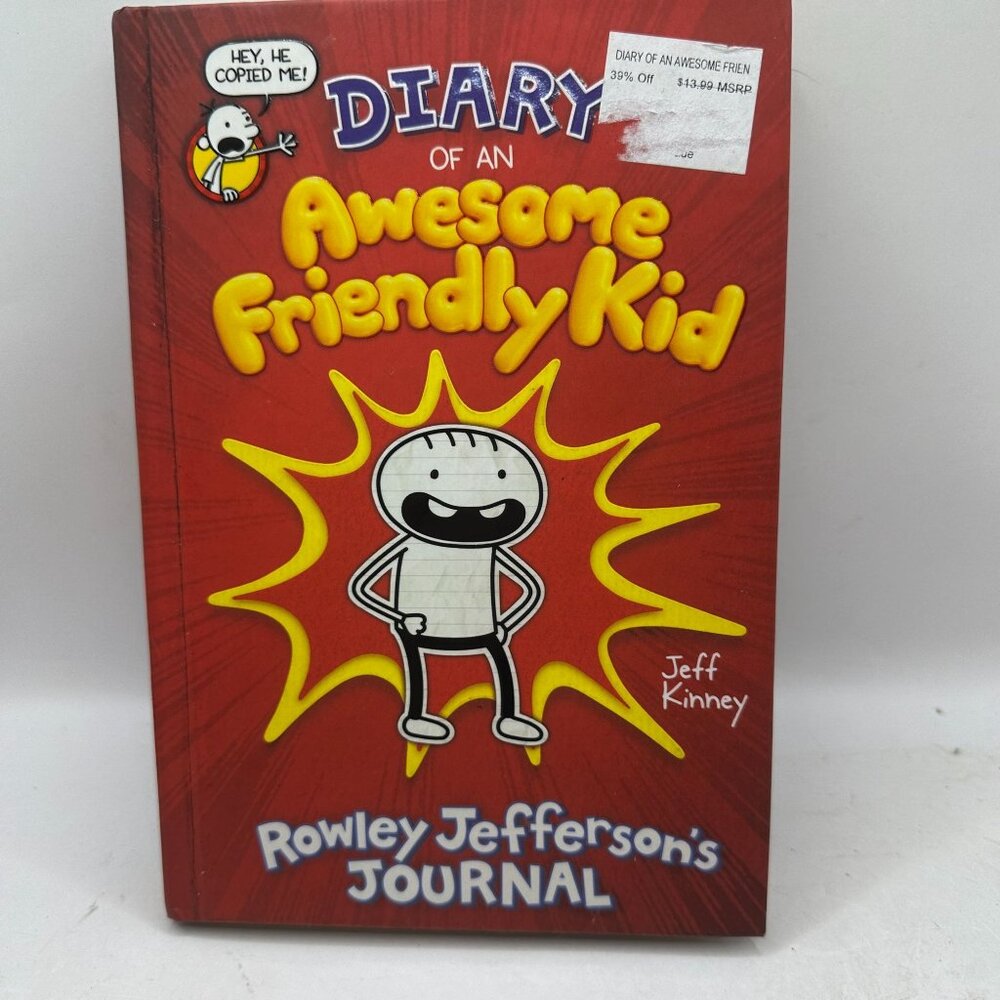 HEY, HE
COPIED ME!
DIARY
OF AN
Awesome
Friendly Kid
DIARY OF AN AWESOME FRIEN
39% Off $13.99 MSRP
Jeff
Kinney
Rowley Jefferson's
JOURNAL